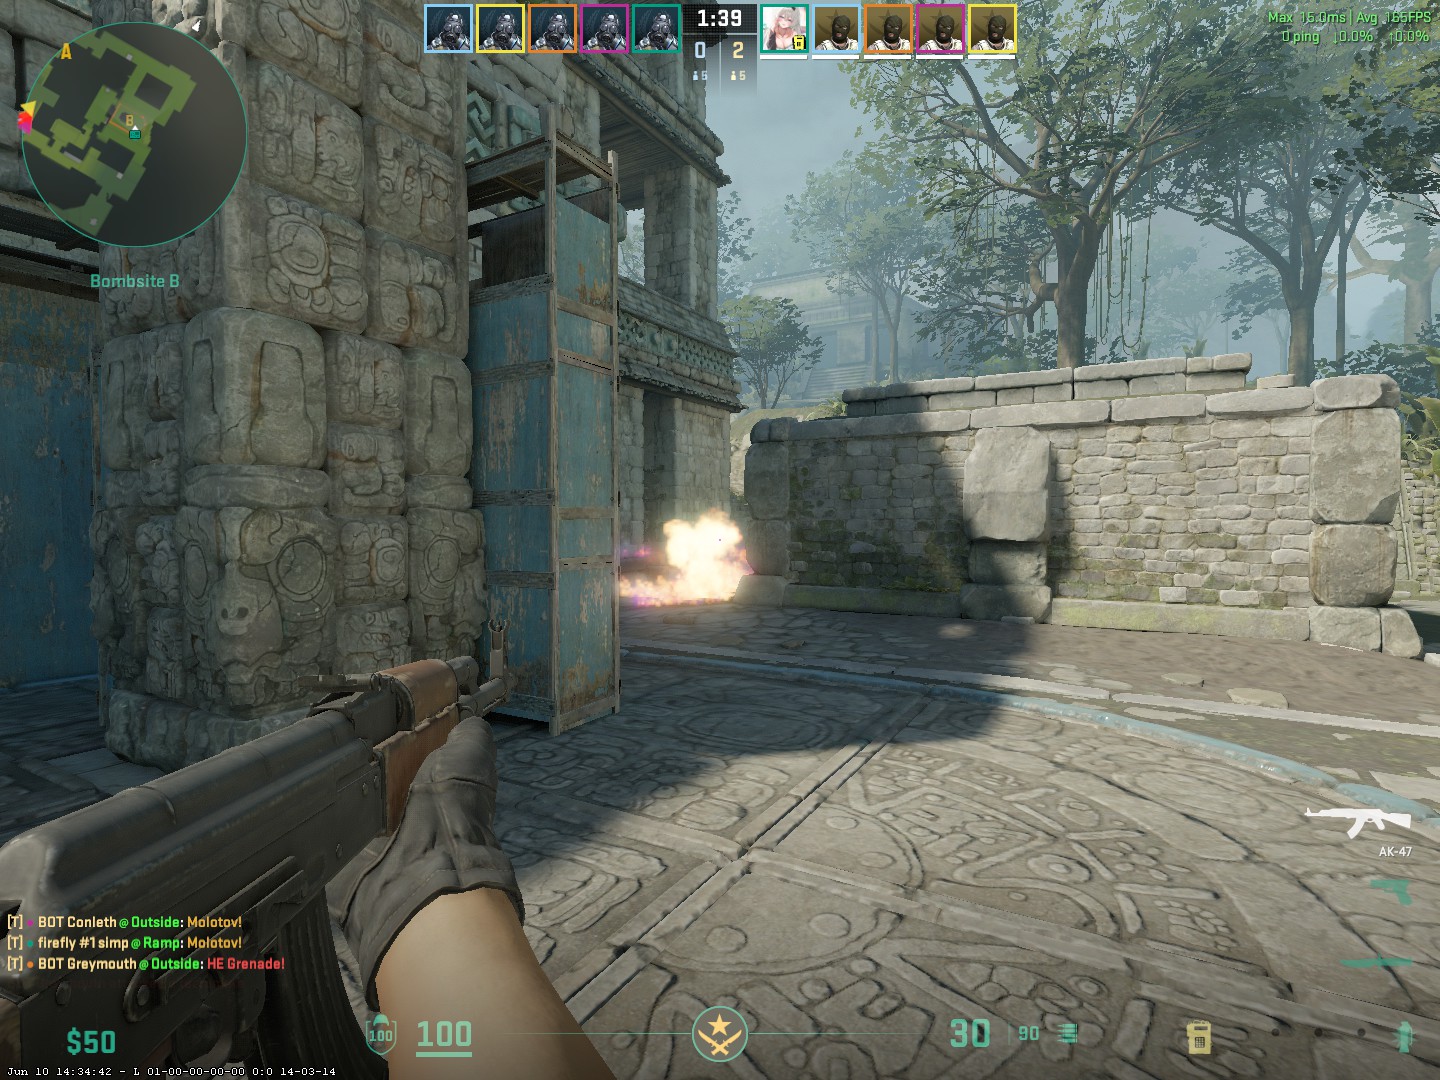 1:39
0 2
5 5
Max 15.0ms | Avg 165FPS
0 ping ↓0.0% ↑0.0%
A
B
Bombsite B
AK-47
[T] • BOT Conleth @ Outside: Molotov!
[T] • firefly #1 simp @ Ramp: Molotov!
[T] • BOT Greymouth @ Outside: HE Grenade!
$50
100
100
30 90
Jun 10 14:34:42 - L 01-00-00-00-00 0:0 14-03-14